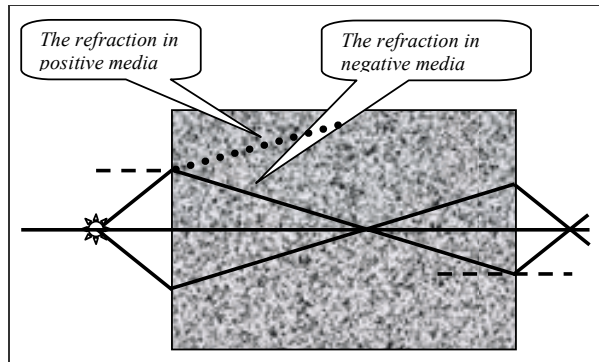 The refraction in
positive media
The refraction in
negative media